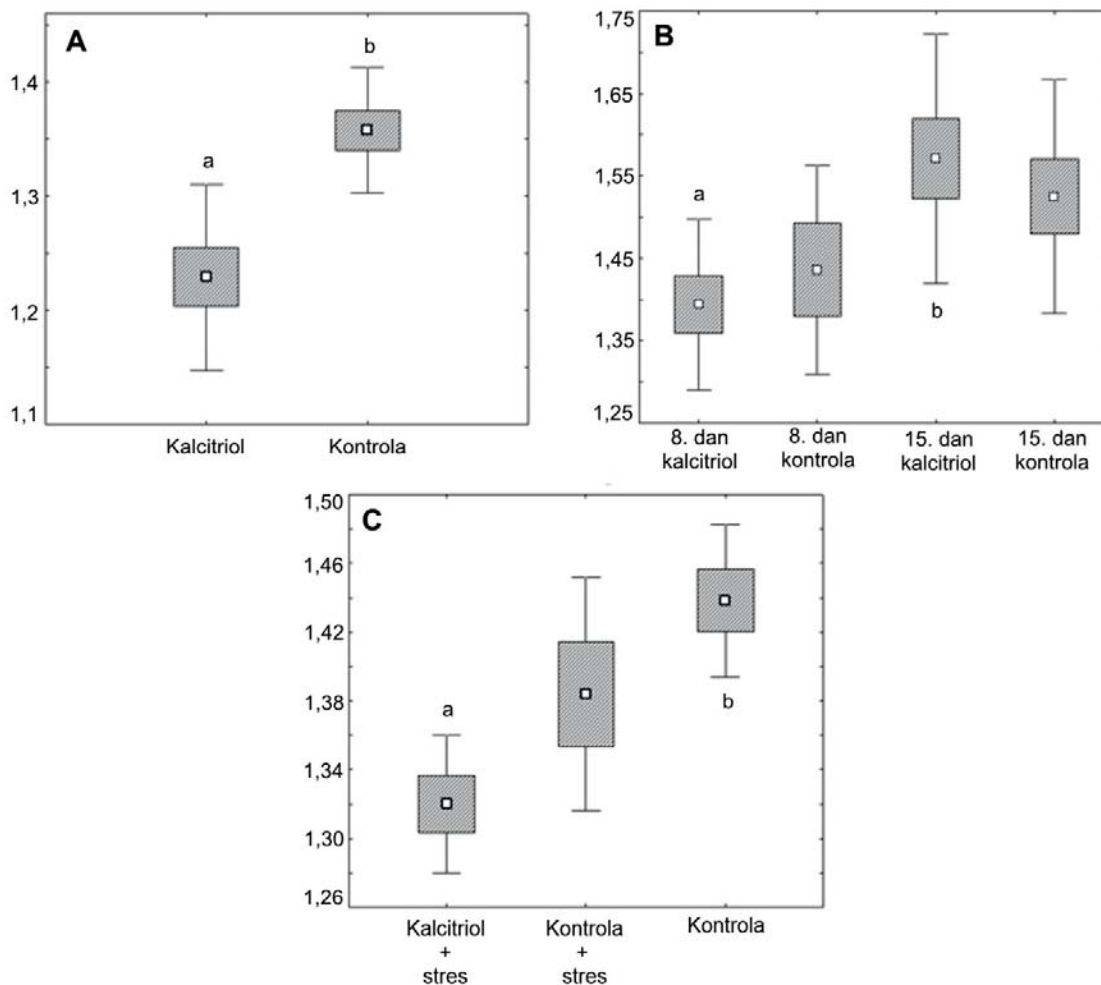 A
1,4
1,3
1,2
1,1
a
b
Kalcitriol
Kontrola
B
1,75
1,65
1,55
1,45
1,35
1,25
a
b
8. dan
kalcitriol
8. dan
kontrola
15. dan
kalcitriol
15. dan
kontrola
C
1,50
1,46
1,42
1,38
1,34
1,30
1,26
a
b
Kalcitriol
+
stres
Kontrola
+
stres
Kontrola